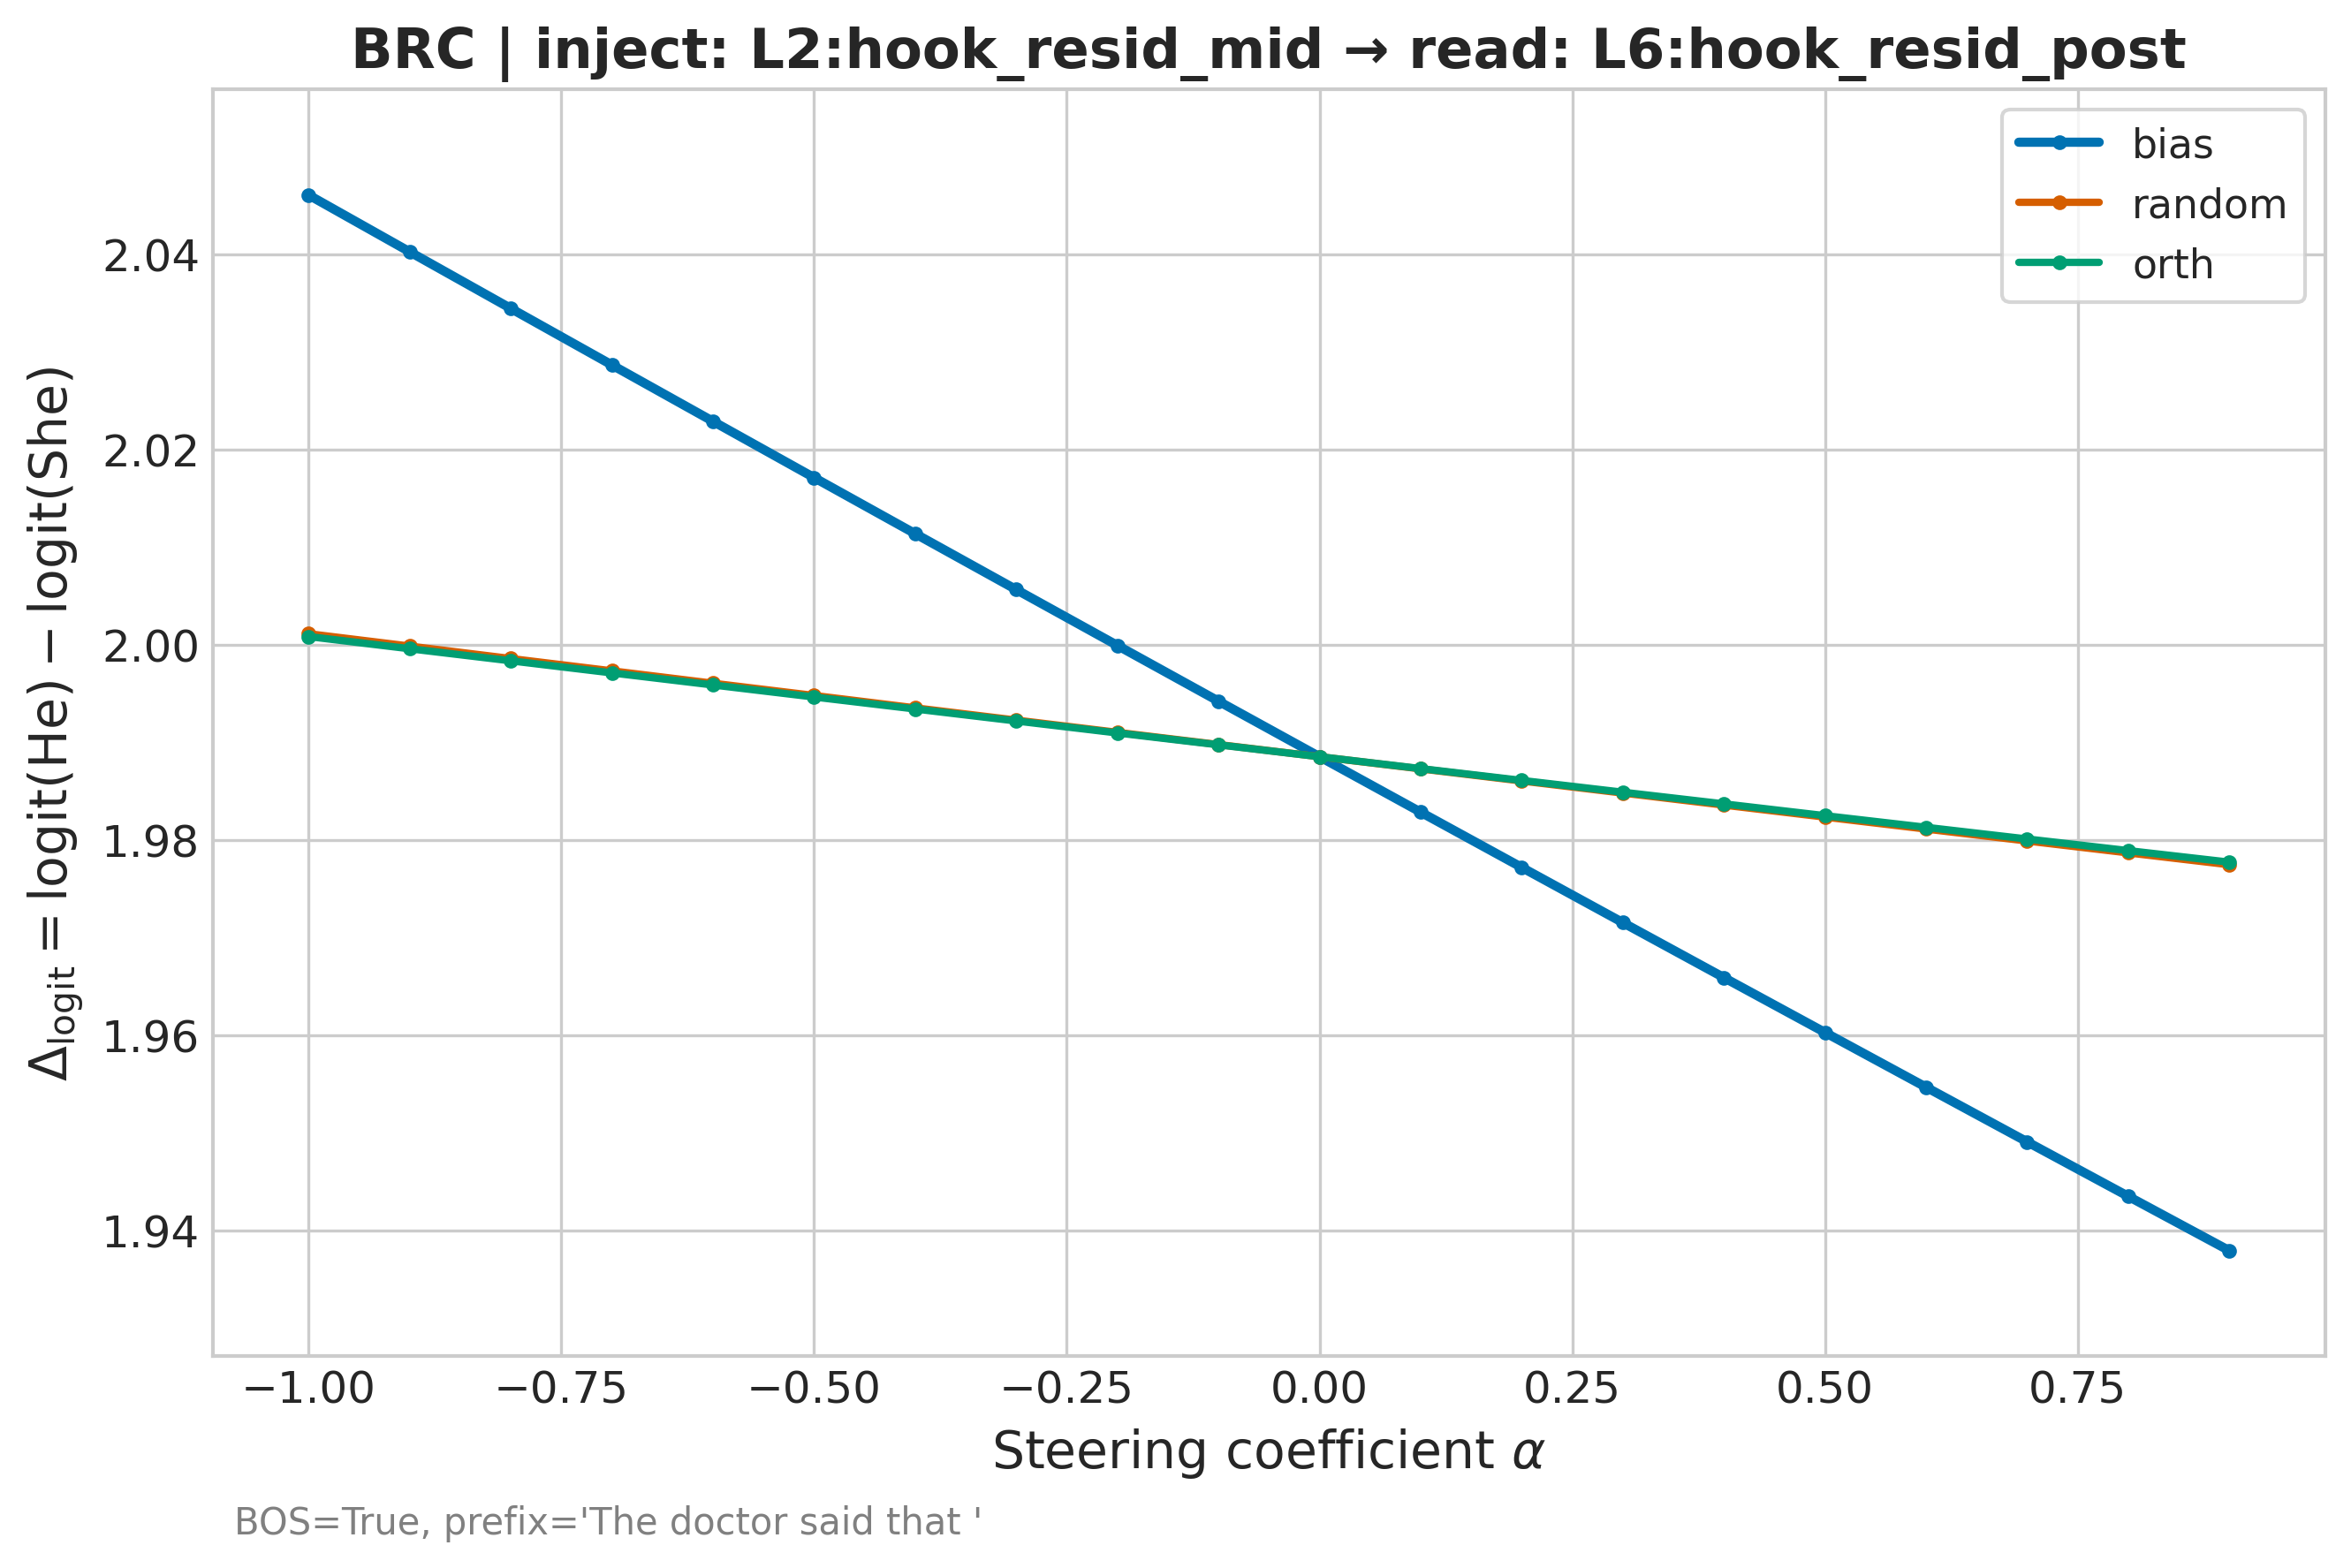 BRC | inject: L2:hook_resid_mid → read: L6:hook_resid_post
bias
random
orth
Δlogit = logit(He) − logit(She)
2.04
2.02
2.00
1.98
1.96
1.94
−1.00 −0.75 −0.50 −0.25 0.00 0.25 0.50 0.75
Steering coefficient α
BOS=True, prefix='The doctor said that '